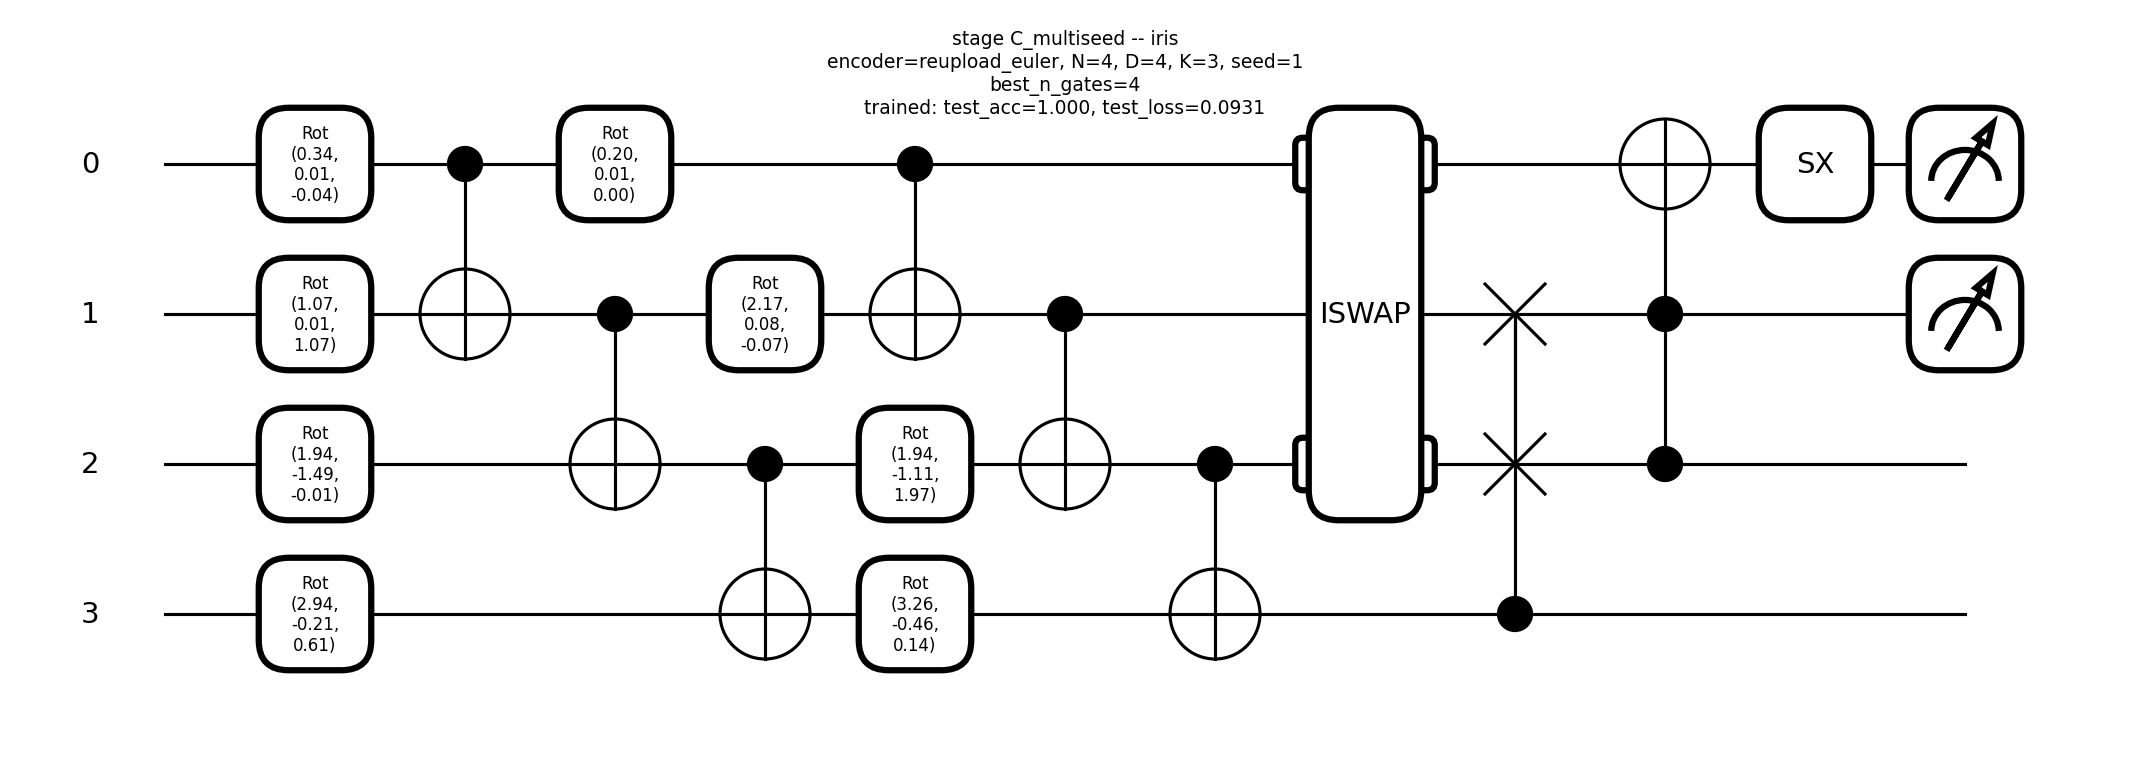 stage C_multiseed -- iris
encoder=reupload_euler, N=4, D=4, K=3, seed=1
best_n_gates=4
trained: test_acc=1.000, test_loss=0.0931
0
Rot
(0.34,
0.01,
-0.04)
Rot
(0.20,
0.01,
0.00)
SX
1
Rot
(1.07,
0.01,
1.07)
Rot
(2.17,
0.08,
-0.07)
ISWAP
2
Rot
(1.94,
-1.49,
-0.01)
Rot
(1.94,
-1.11,
1.97)
3
Rot
(2.94,
-0.21,
0.61)
Rot
(3.26,
-0.46,
0.14)